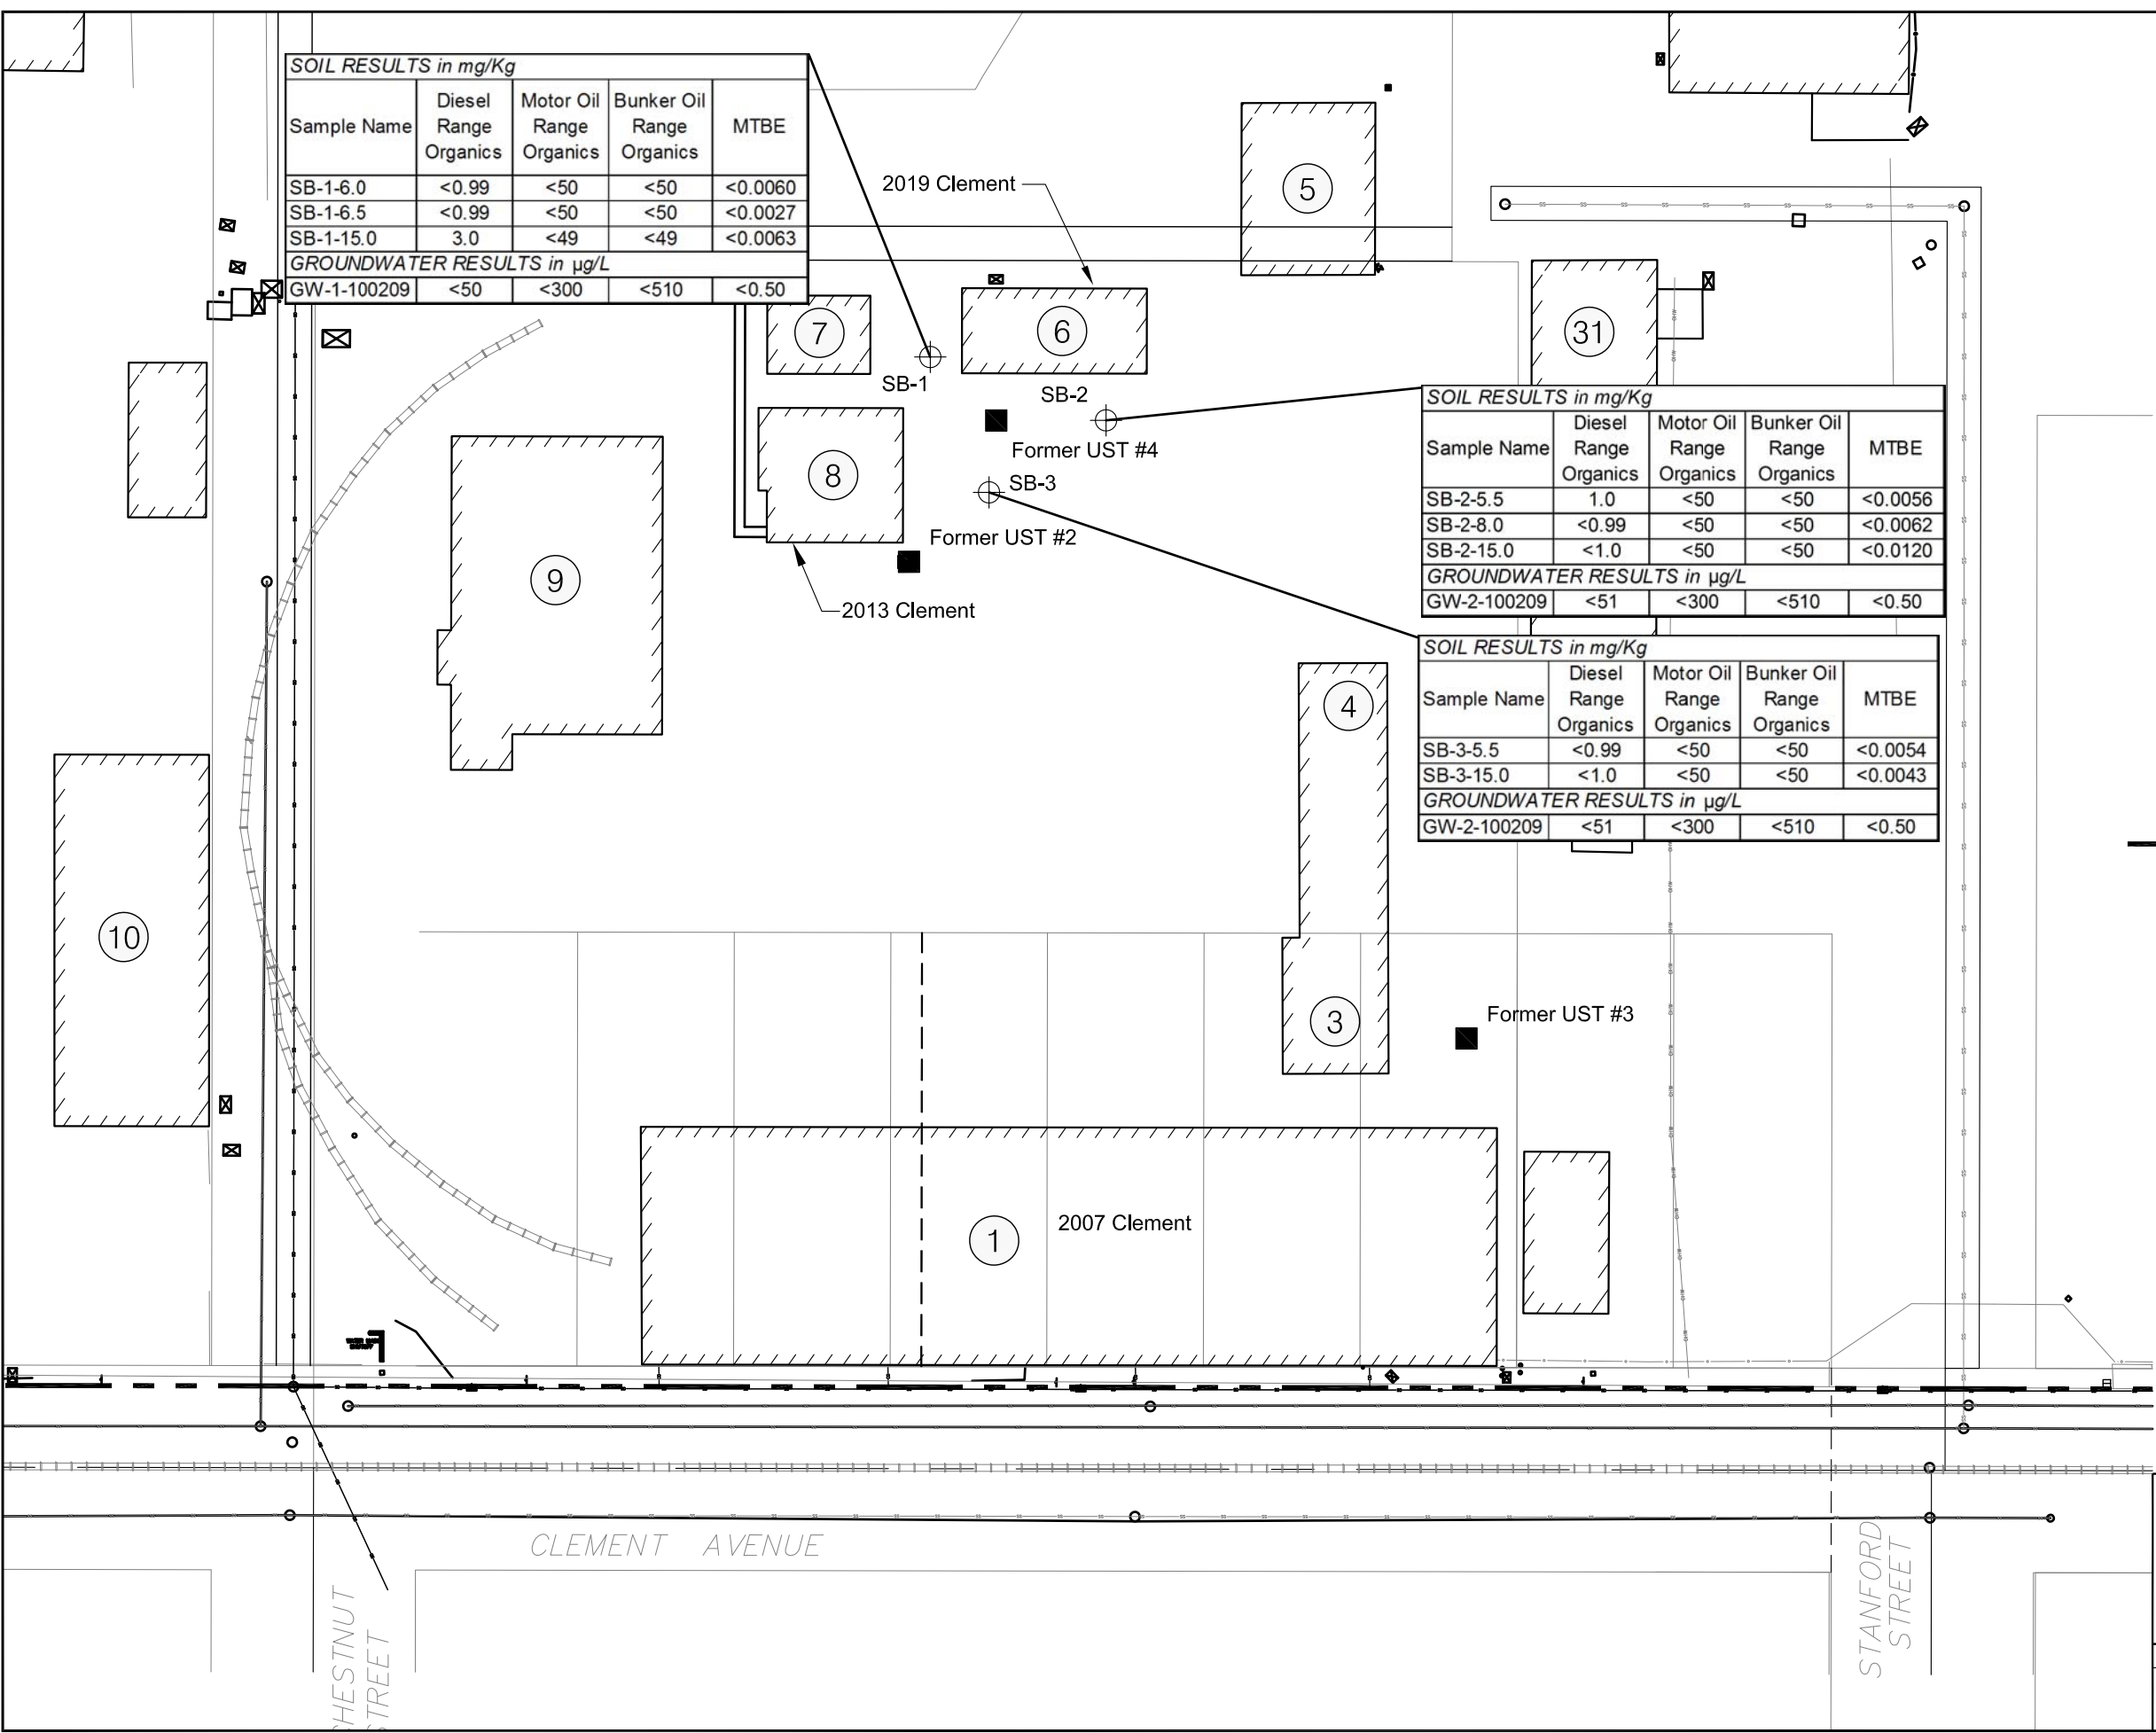 SOIL RESULTS in mg/Kg
Sample Name Diesel Range Organics Motor Oil Range Organics Bunker Oil Range Organics MTBE
SB-1-6.0 <0.99 <50 <50 <0.0060
SB-1-6.5 <0.99 <50 <50 <0.0027
SB-1-15.0 3.0 <49 <49 <0.0063
GROUNDWATER RESULTS in µg/L
GW-1-100209 <50 <300 <510 <0.50
2019 Clement
5
7
6
31
SB-1
SB-2
Former UST #4
8
SB-3
Former UST #2
9
2013 Clement
SOIL RESULTS in mg/Kg
Sample Name Diesel Range Organics Motor Oil Range Organics Bunker Oil Range Organics MTBE
SB-2-5.5 1.0 <50 <50 <0.0056
SB-2-8.0 <0.99 <50 <50 <0.0062
SB-2-15.0 <1.0 <50 <50 <0.0120
GROUNDWATER RESULTS in µg/L
GW-2-100209 <51 <300 <510 <0.50
SOIL RESULTS in mg/Kg
Sample Name Diesel Range Organics Motor Oil Range Organics Bunker Oil Range Organics MTBE
SB-3-5.5 <0.99 <50 <50 <0.0054
SB-3-15.0 <1.0 <50 <50 <0.0043
GROUNDWATER RESULTS in µg/L
GW-2-100209 <51 <300 <510 <0.50
4
10
3
Former UST #3
1
2007 Clement
CLEMENT AVENUE
HESTNUT
TREET
STANFORD
STREET